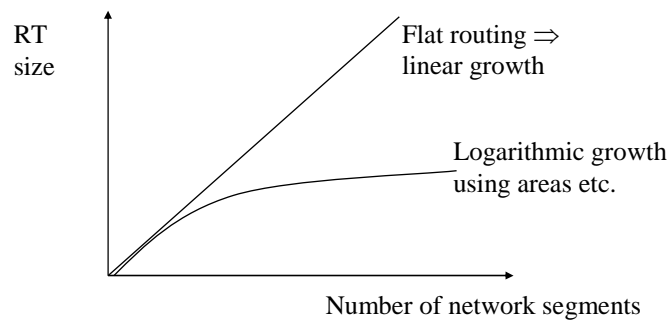 RT
size
Flat routing ⇒
linear growth
Logarithmic growth
using areas etc.
Number of network segments